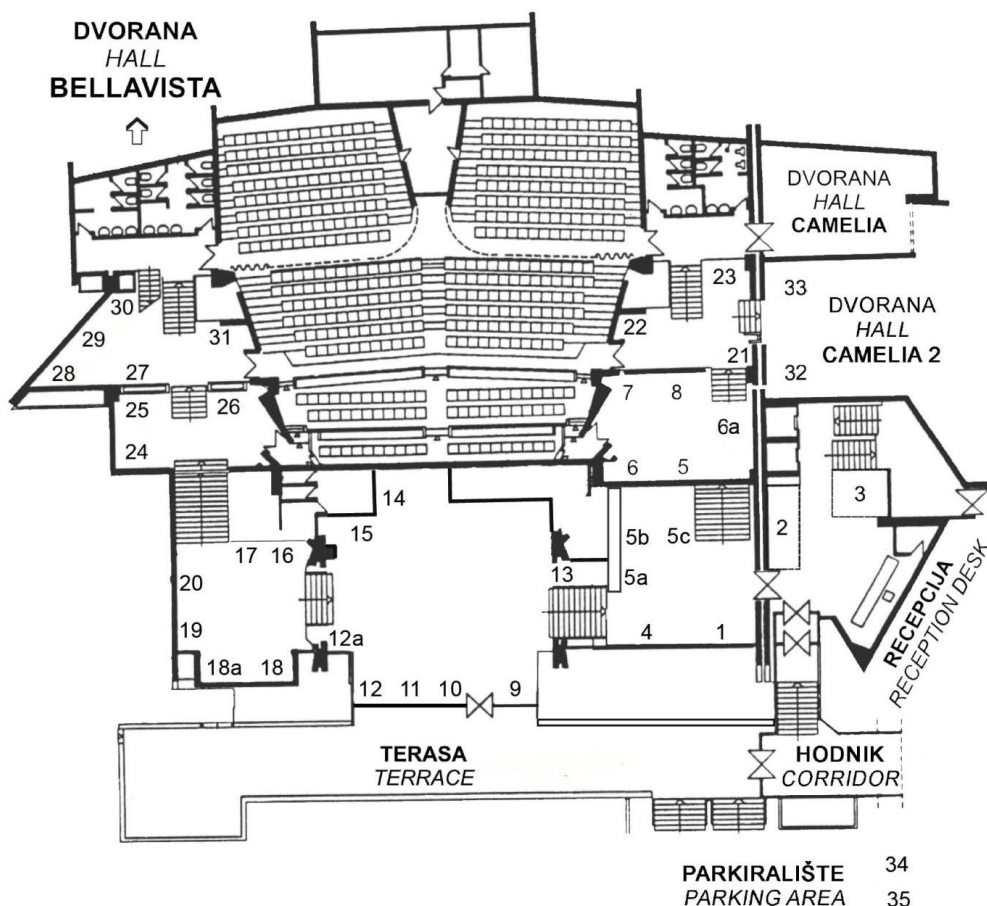 DVORANA
HALL
BELLAVISTA
DVORANA
HALL
CAMELIA
23
33
30
DVORANA
HALL
CAMELIA 2
29
31
22
21
28
27
32
25
26
7
8
6a
24
6
5
14
3
15
2
17
16
5b
5c
20
13
5a
RECEPCIJA
RECEPTION DESK
19
12a
4
1
18a
18
12
11
10
9
TERASA
TERRACE
HODNIK
CORRIDOR
PARKIRALIŠTE
PARKING AREA
34
35